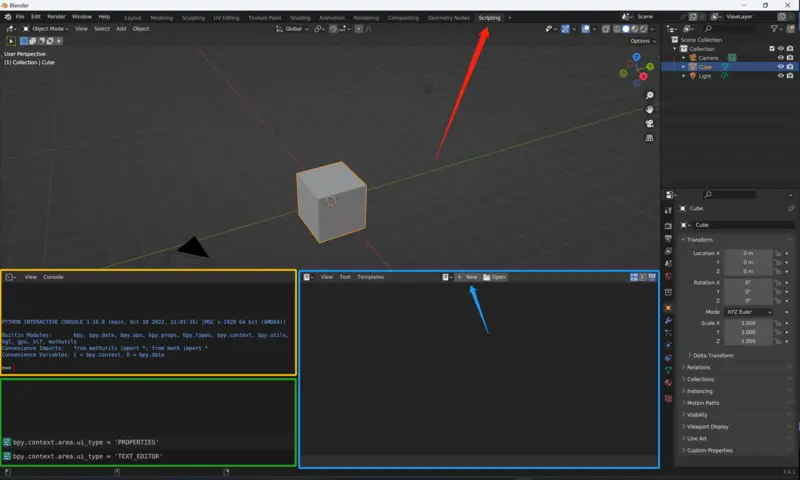 Blender
File Edit Render Window Help Layout Modeling Sculpting UV Editing Texture Paint Shading Animation Rendering Compositing Geometry Nodes Scripting + Scene ViewLayer
Object Mode View Select Add Object Global
Options
User Perspective
(1) Collection | Cube
Z
Y
X
Scene Collection
Collection
Camera
Cube
Light
Cube
Cube
Transform
Location X 0 m
Y 0 m
Z 0 m
Rotation X 0°
Y 0°
Z 0°
Mode XYZ Euler
Scale X 1.000
Y 1.000
Z 1.000
Delta Transform
Relations
Collections
Instancing
Motion Paths
Visibility
Viewport Display
Line Art
Custom Properties
View Console
PYTHON INTERACTIVE CONSOLE 3.10.8 (main, Oct 18 2022, 21:01:35) [MSC v.1928 64 bit (AMD64)]
Builtin Modules: bpy, bpy.data, bpy.ops, bpy.props, bpy.types, bpy.context, bpy.utils,
bgl, gpu, blf, mathutils
Convenience Imports: from mathutils import *; from math import *
Convenience Variables: C = bpy.context, D = bpy.data
>>>
View Text Templates + New Open
bpy.context.area.ui_type = 'PROPERTIES'
bpy.context.area.ui_type = 'TEXT_EDITOR'
3.4.1